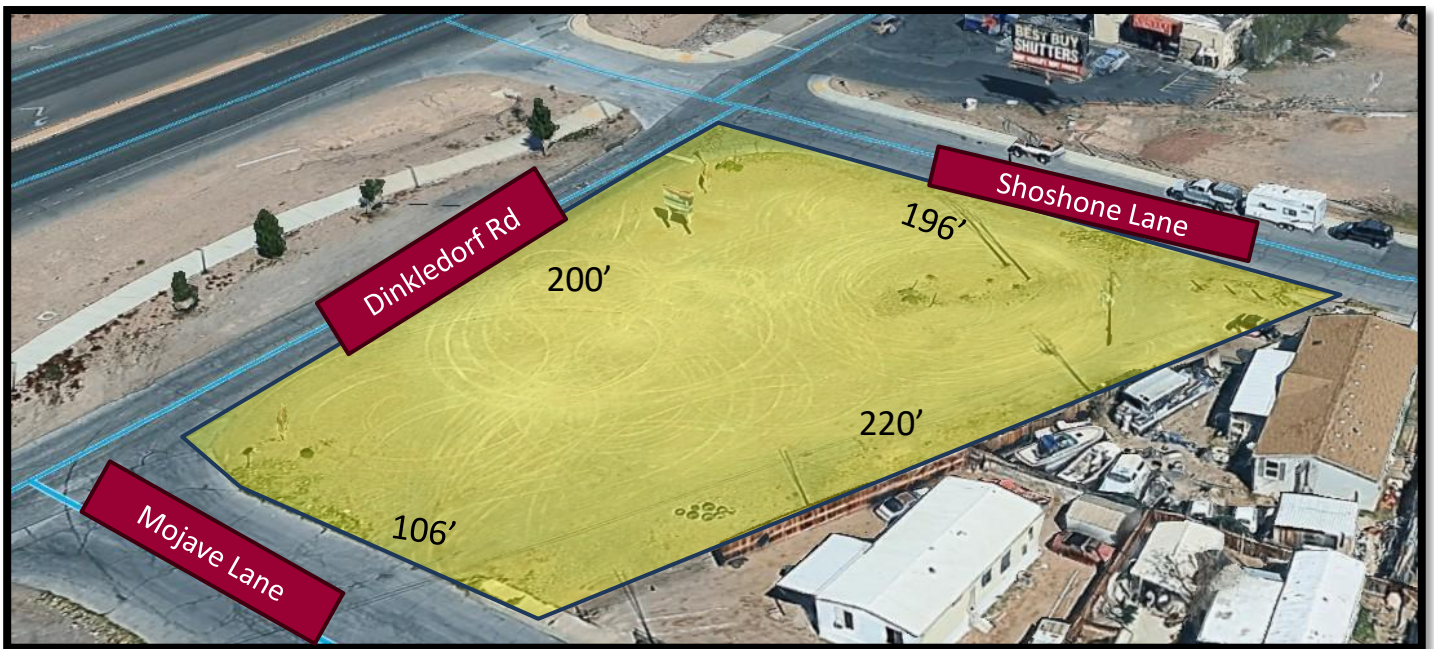 BEST BUY
SHUTTERS
Shoshone Lane
196’
Dinkledorf Rd
200’
220’
106’
Mojave Lane